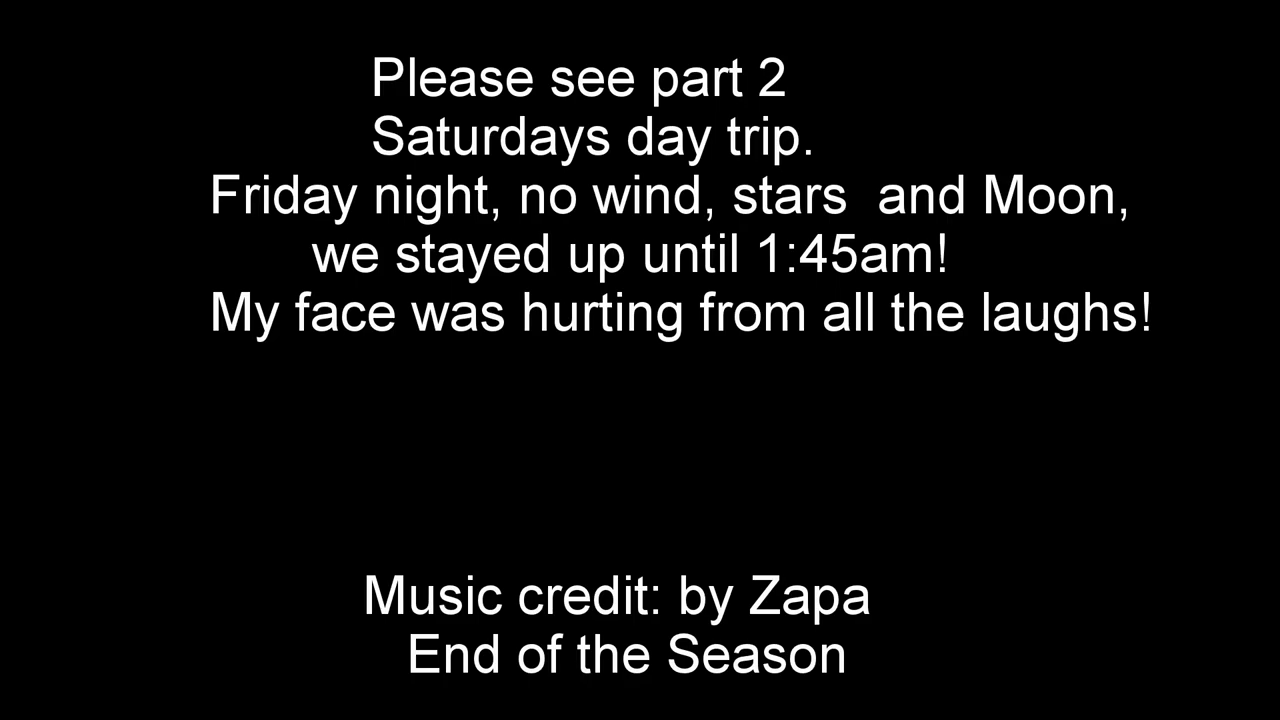 Please see part 2
Saturdays day trip.
Friday night, no wind, stars  and Moon,
we stayed up until 1:45am!
My face was hurting from all the laughs!
Music credit: by Zapa
End of the Season